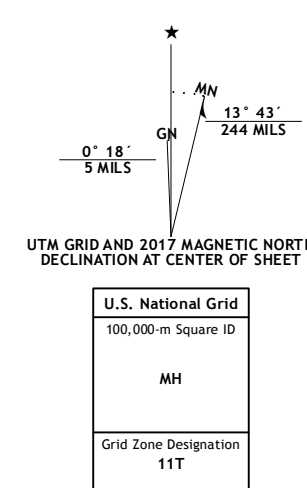 ★
MN
13° 43´
244 MILS
GN
0° 18´
5 MILS
UTM GRID AND 2017 MAGNETIC NORTH
DECLINATION AT CENTER OF SHEET
U.S. National Grid
100,000-m Square ID
MH
Grid Zone Designation
11T